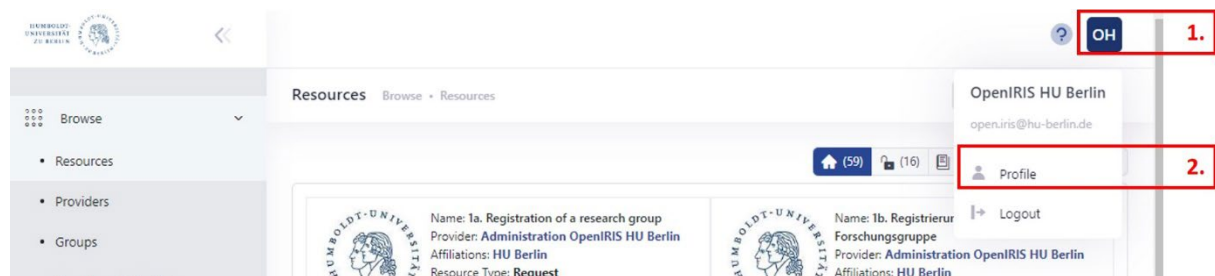 HUMBOLDT-
UNIVERSITÄT
ZU BERLIN
?
OH
1.
Resources Browse • Resources
OpenIRIS HU Berlin
open.iris@hu-berlin.de
Browse
• Resources
(59) (16)
Profile
2.
• Providers
Logout
• Groups
Name: 1a. Registration of a research group
Provider: Administration OpenIRIS HU Berlin
Affiliations: HU Berlin
Resource Type: Request
Name: 1b. Registrierun
Forschungsgruppe
Provider: Administration OpenIRIS HU Berlin
Affiliations: HU Berlin